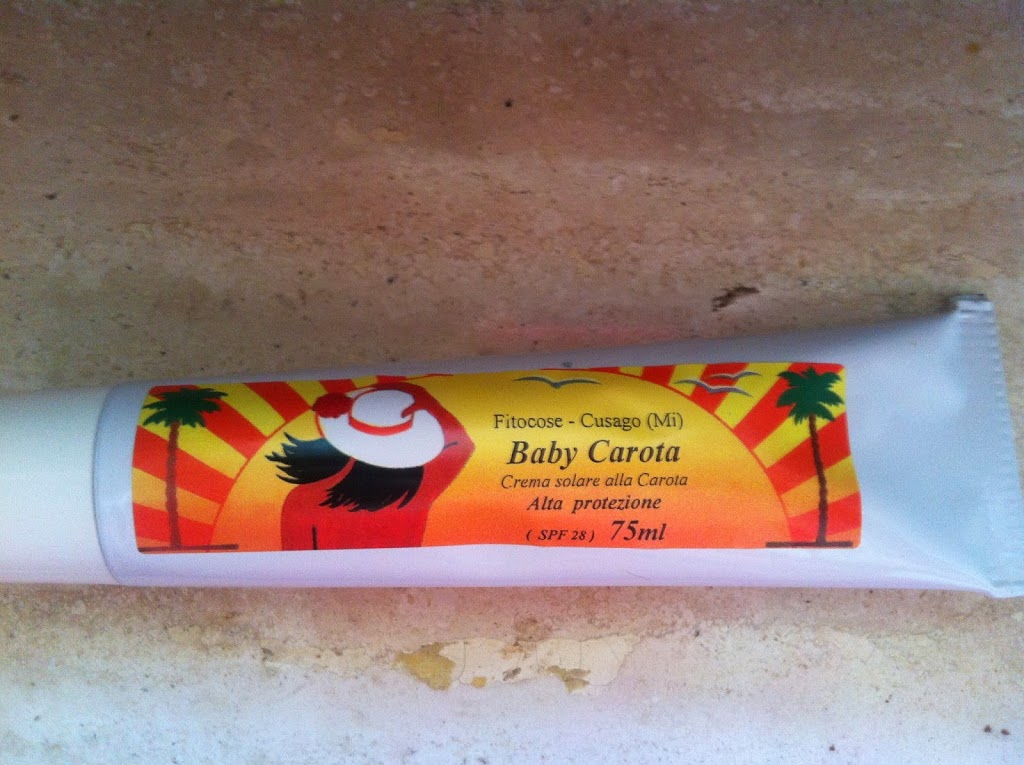 Fitocose - Cusago (Mi)
Baby Carota
Crema solare alla Carota
Alta protezione
( SPF 28 ) 75ml